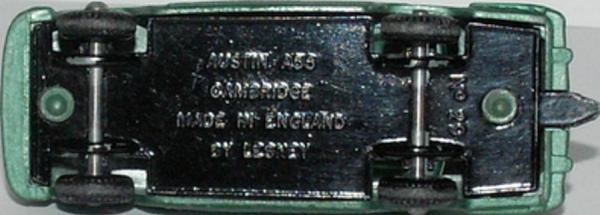 AUSTIN A55
CAMBRIDGE
MADE IN ENGLAND
BY LESNEY
No 29